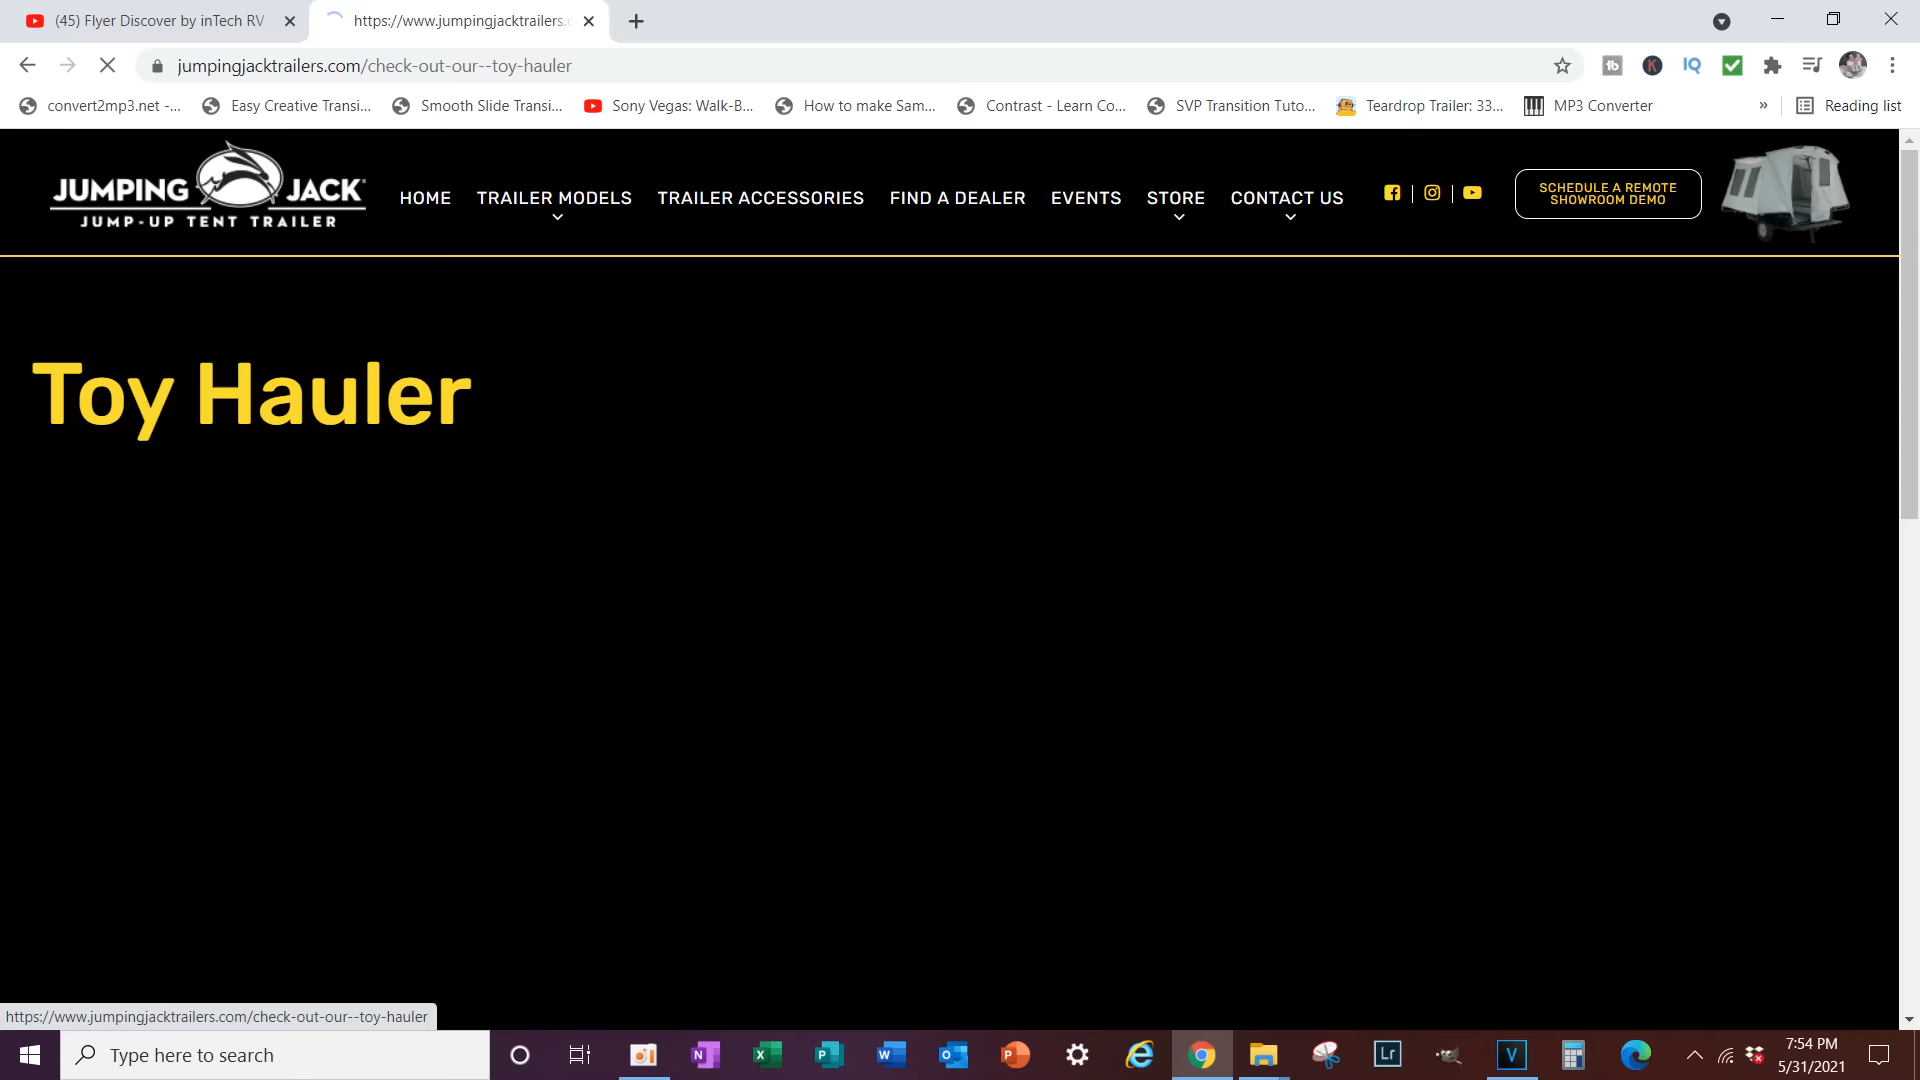 (45) Flyer Discover by inTech RV
https://www.jumpingjacktrailers.c
jumpingjacktrailers.com/check-out-our--toy-hauler
convert2mp3.net -...
Easy Creative Transi...
Smooth Slide Transi...
Sony Vegas: Walk-B...
How to make Sam...
Contrast - Learn Co...
SVP Transition Tuto...
Teardrop Trailer: 33...
MP3 Converter
»
Reading list
JUMPING JACK
JUMP-UP TENT TRAILER
HOME
TRAILER MODELS
TRAILER ACCESSORIES
FIND A DEALER
EVENTS
STORE
CONTACT US
SCHEDULE A REMOTE
SHOWROOM DEMO
Toy Hauler
https://www.jumpingjacktrailers.com/check-out-our--toy-hauler
Type here to search
7:54 PM
5/31/2021